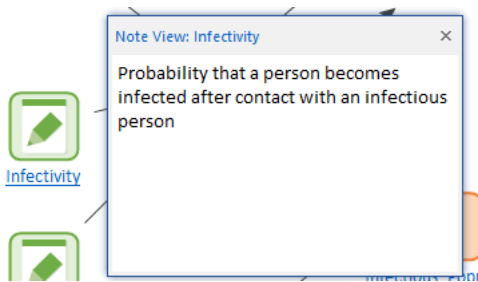 Note View: Infectivity
Probability that a person becomes
infected after contact with an infectious
person
Infectivity